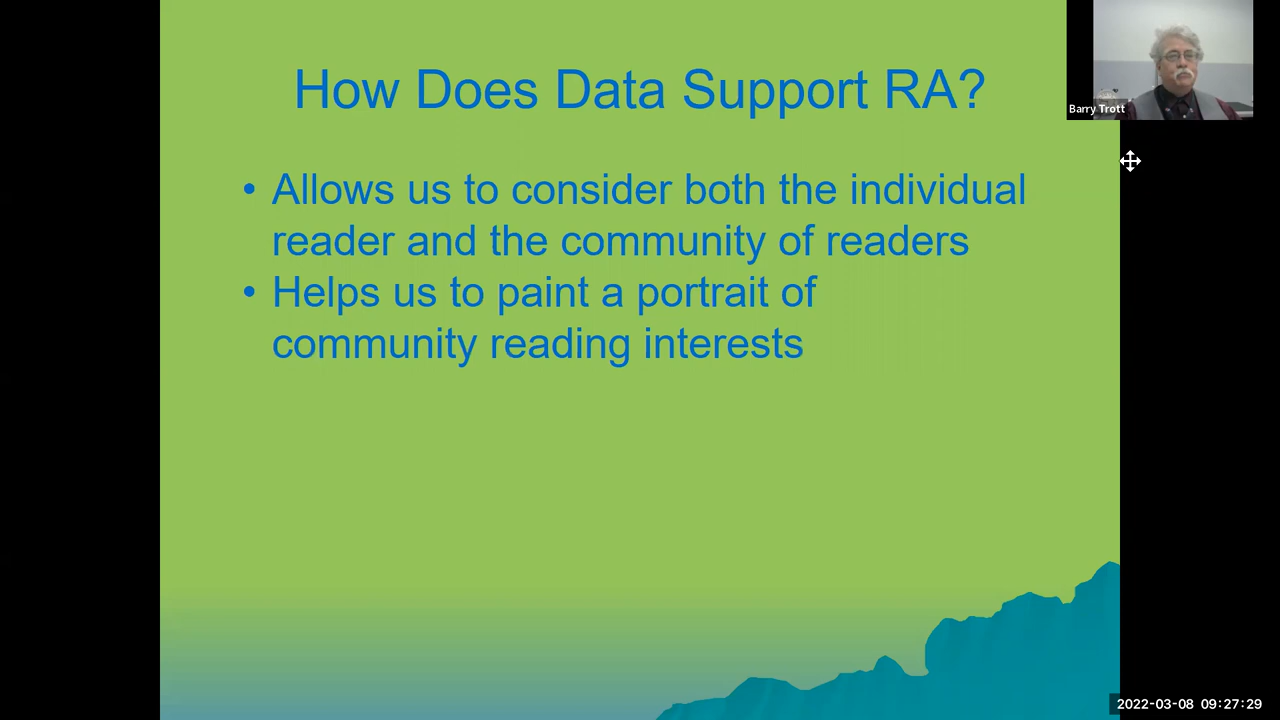 How Does Data Support RA?
Barry Trott
• Allows us to consider both the individual
reader and the community of readers
• Helps us to paint a portrait of
community reading interests
2022-03-08 09:27:29